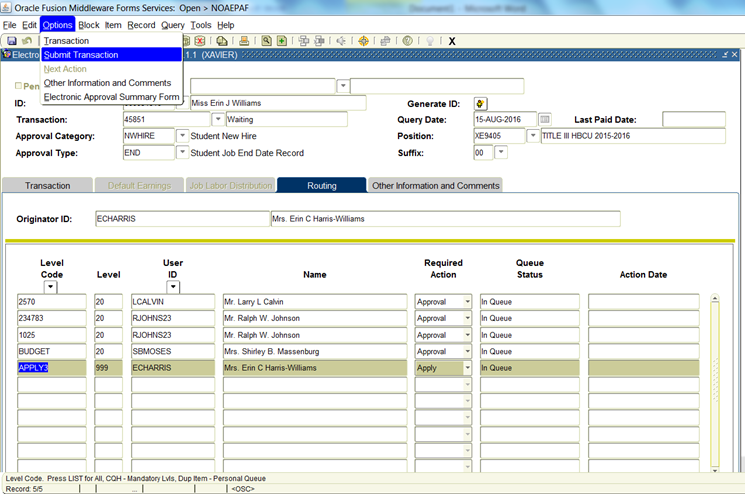 Document1 - Microsoft Word
Oracle Fusion Middleware Forms Services: Open > NOAEPAF
File Edit Options Block Item Record Query Tools Help
X
Transaction
Submit Transaction
Next Action
Other Information and Comments
Electronic Approval Summary Form
Electro 1.1 (XAVIER)
Pen
ID: Miss Erin J Williams Generate ID:
Transaction: 45851 Waiting Query Date: 15-AUG-2016 Last Paid Date:
Approval Category: NWHIRE Student New Hire Position: XE9405 TITLE III HBCU 2015-2016
Approval Type: END Student Job End Date Record Suffix: 00
Transaction Default Earnings Job Labor Distribution Routing Other Information and Comments
Originator ID: ECHARRIS Mrs. Erin C Harris-Williams
Level Code Level User ID Name Required Action Queue Status Action Date
2570 20 LCALVIN Mr. Larry L Calvin Approval In Queue
234783 20 RJOHNS23 Mr. Ralph W. Johnson Approval In Queue
1025 20 RJOHNS23 Mr. Ralph W. Johnson Approval In Queue
BUDGET 20 SBMOSES Mrs. Shirley B. Massenburg Approval In Queue
APPLY3 999 ECHARRIS Mrs. Erin C Harris-Williams Apply In Queue
Level Code. Press LIST for All, CQH - Mandatory Lvls, Dup Item - Personal Queue
Record: 5/5 ... <OSC>